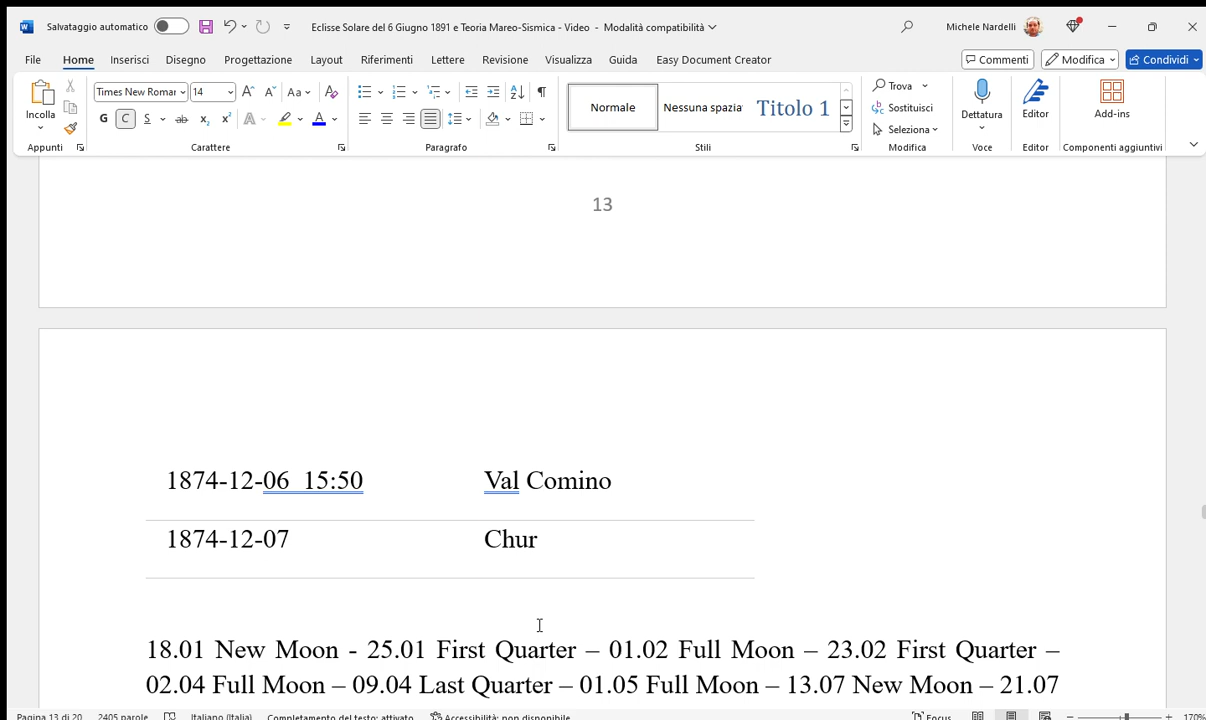 Salvataggio automatico
Eclisse Solare del 6 Giugno 1891 e Teoria Mareo-Sismica - Video - Modalità compatibilità
Michele Nardelli
File Home Inserisci Disegno Progettazione Layout Riferimenti Lettere Revisione Visualizza Guida Easy Document Creator
Commenti Modifica Condividi
Incolla
Times New Romar 14
G C S ab x₂ x² A A
Normale
Nessuna spazia
Titolo 1
Trova
Sostituisci
Seleziona
Dettatura
Editor
Add-ins
Appunti Carattere Paragrafo Stili Modifica Voce Editor Componenti aggiuntivi
13
1874-12-06 15:50 Val Comino
1874-12-07 Chur
18.01 New Moon - 25.01 First Quarter – 01.02 Full Moon – 23.02 First Quarter –
02.04 Full Moon – 09.04 Last Quarter – 01.05 Full Moon – 13.07 New Moon – 21.07
Pagina 13 di 20 2405 parole Italiano (Italia) Completamento del testo: attivato Accessibilità: non disponibile Focus 170%